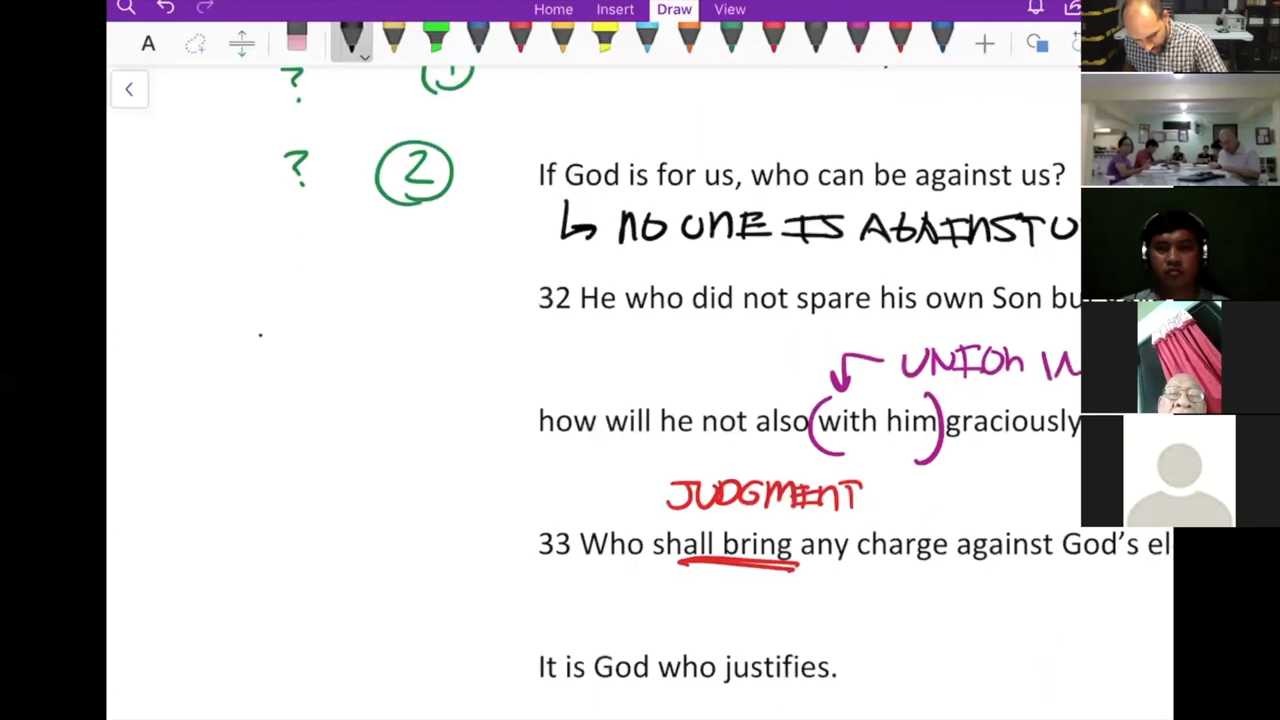 Home Insert Draw View
A
? 1
? 2
If God is for us, who can be against us?
NO ONE IS AGAINST U
32 He who did not spare his own Son but
UNION W
how will he not also (with him) graciously
JUDGMENT
33 Who shall bring any charge against God's el
It is God who justifies.